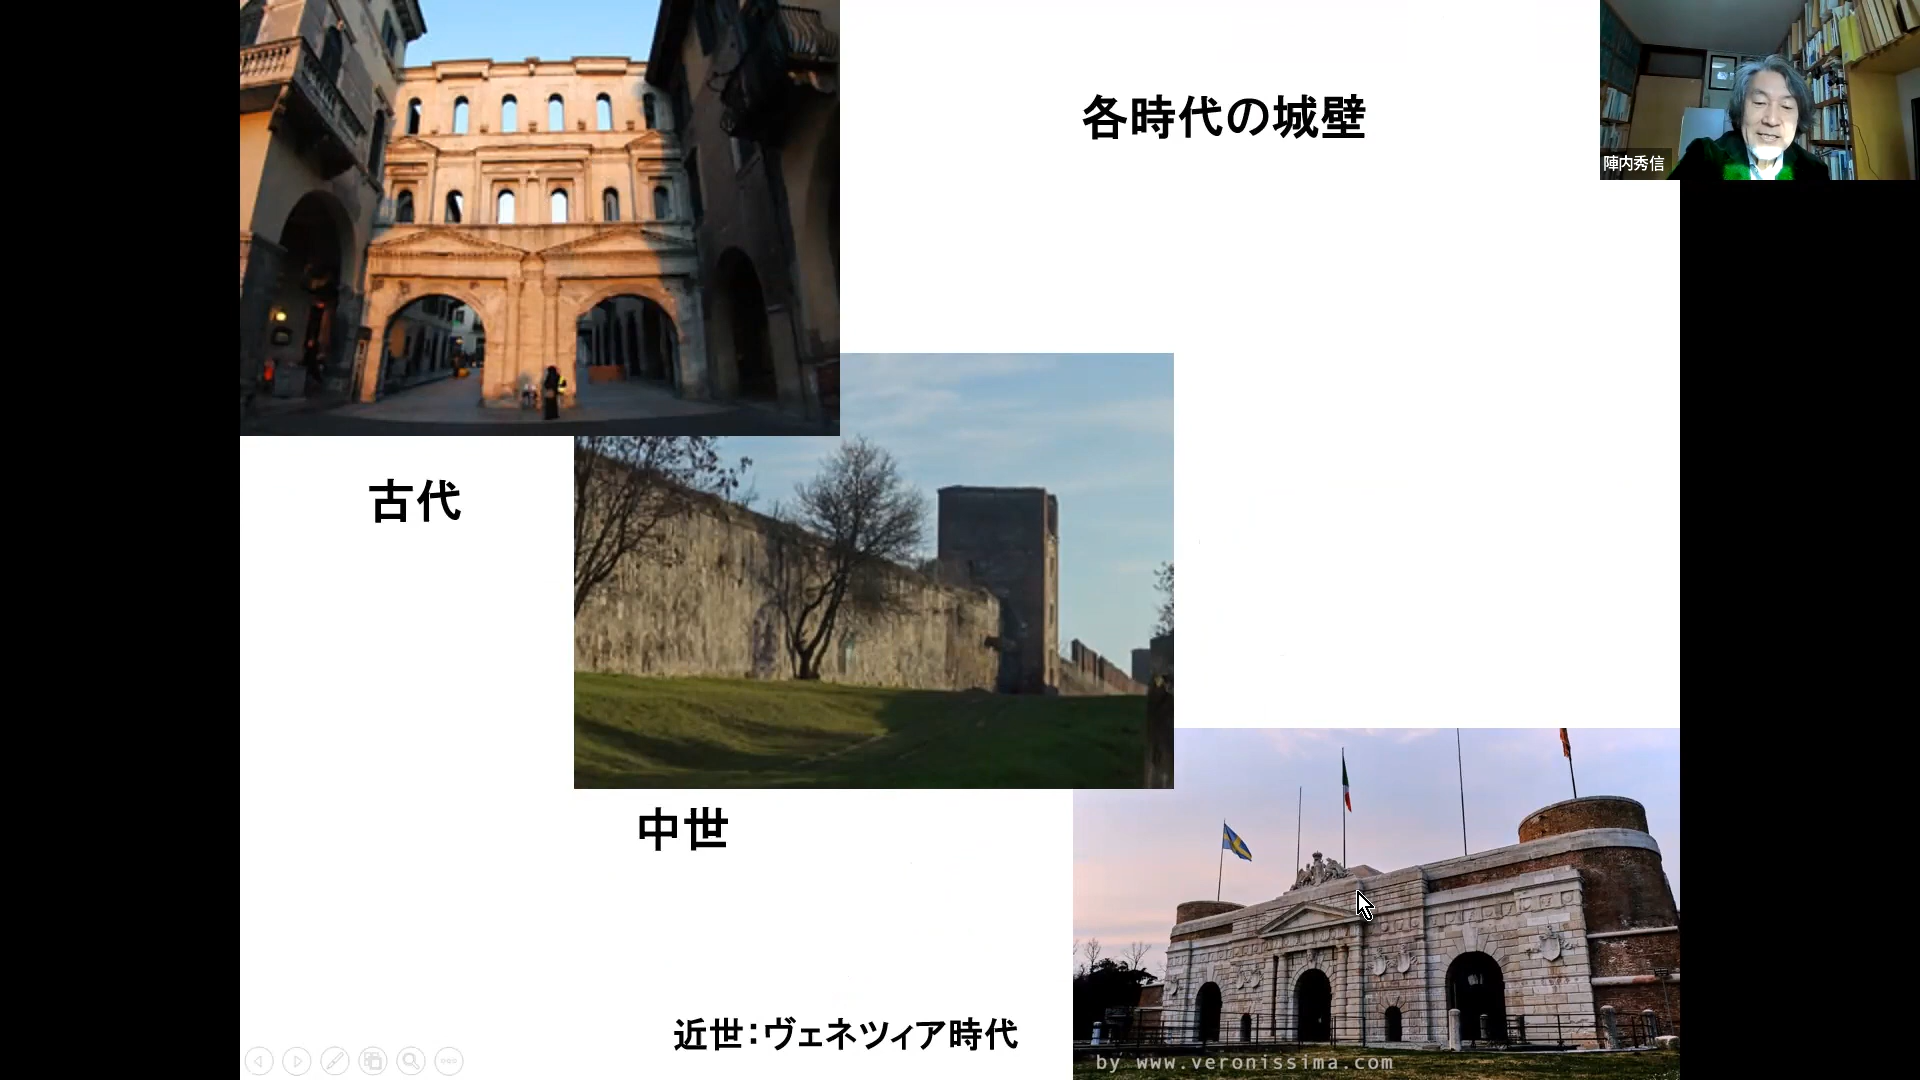 各時代の城壁
陣内秀信
古代
中世
近世：ヴェネツィア時代
by www.veronissima.com